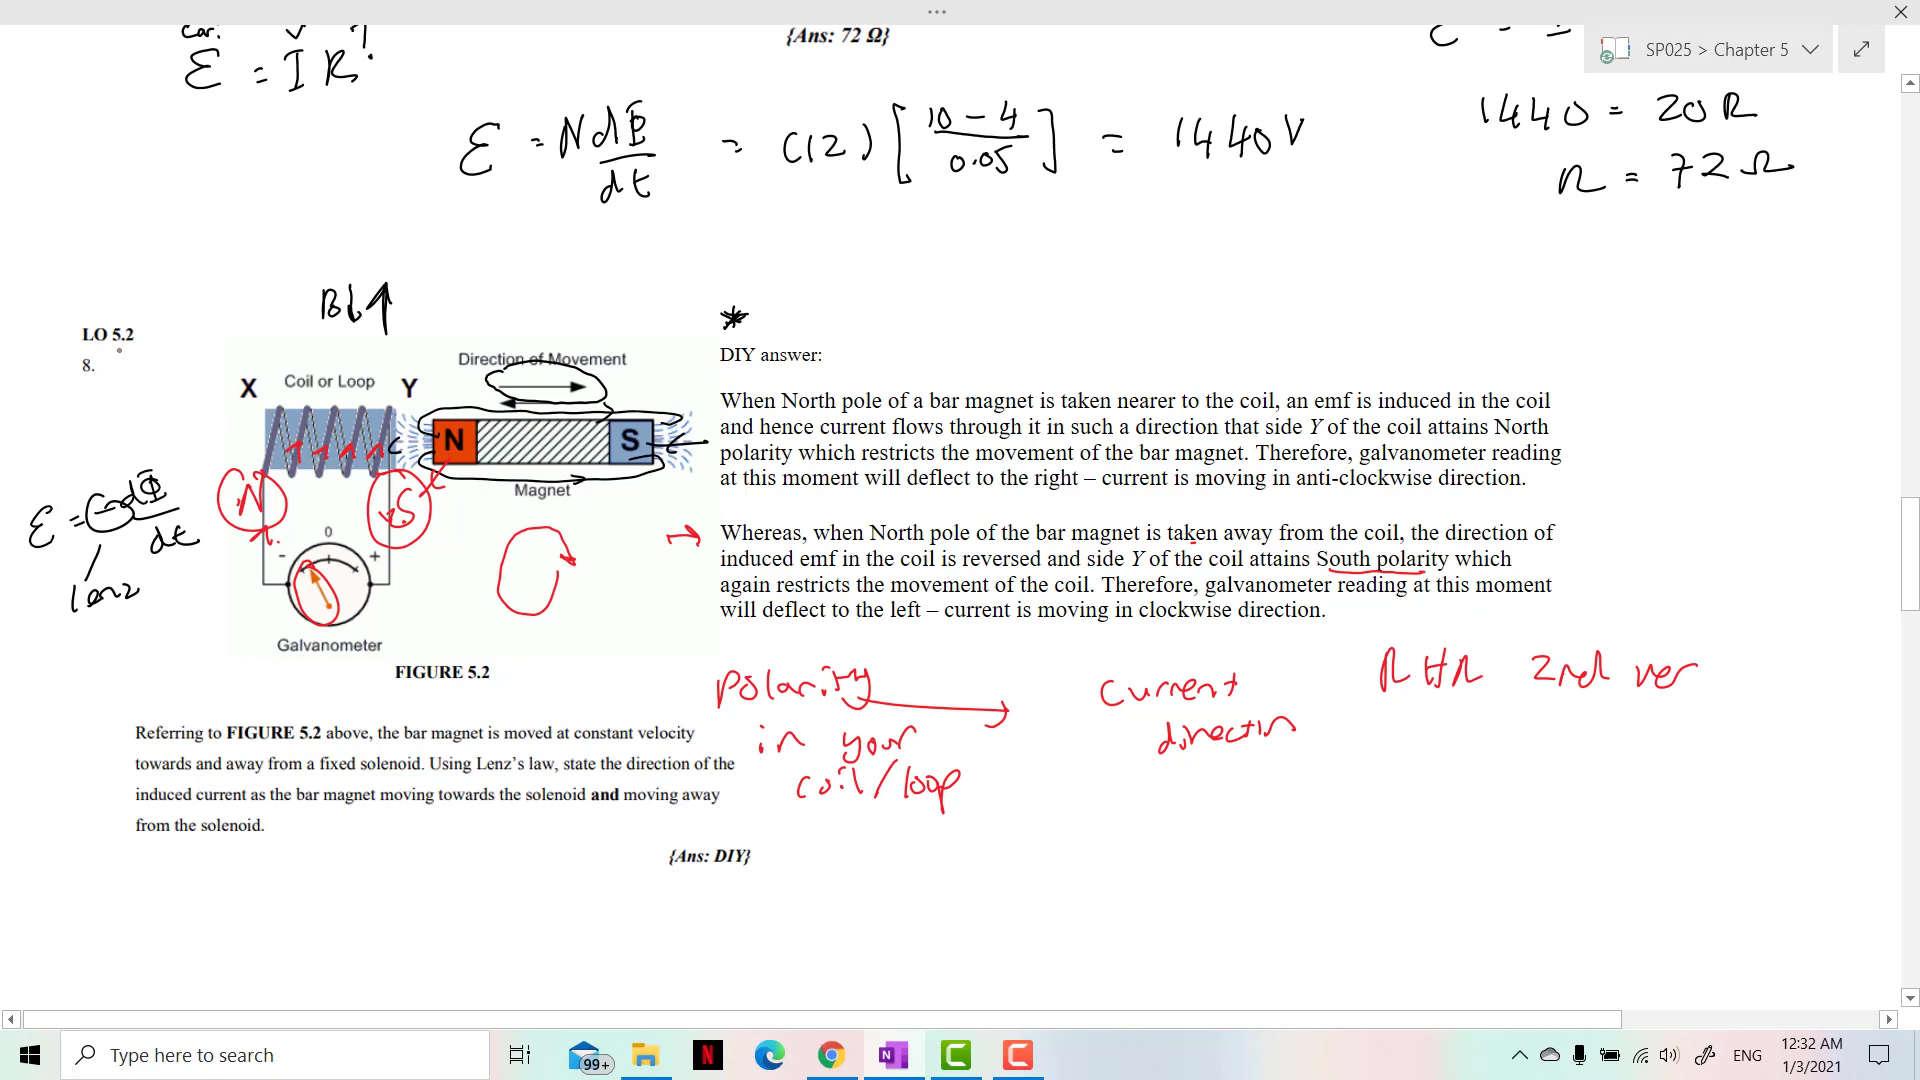 {Ans: 72 Ω}
SP025 > Chapter 5
ℰ = IR
ℰ = N dΦ/dt = (12) [ 10 - 4 / 0.05 ] = 1440 V
1440 = 20 R
R = 72 Ω
B↓↑
LO 5.2
8.
Direction of Movement
X Coil or Loop Y
N S
Magnet
N S
ℰ = - dΦ/dt
lenz
0
- +
Galvanometer
FIGURE 5.2
*
DIY answer:
When North pole of a bar magnet is taken nearer to the coil, an emf is induced in the coil
and hence current flows through it in such a direction that side Y of the coil attains North
polarity which restricts the movement of the bar magnet. Therefore, galvanometer reading
at this moment will deflect to the right – current is moving in anti-clockwise direction.
Whereas, when North pole of the bar magnet is taken away from the coil, the direction of
induced emf in the coil is reversed and side Y of the coil attains South polarity which
again restricts the movement of the coil. Therefore, galvanometer reading at this moment
will deflect to the left – current is moving in clockwise direction.
Polarity → Current RHR 2nd ver
in your direction
coil/loop
Referring to FIGURE 5.2 above, the bar magnet is moved at constant velocity
towards and away from a fixed solenoid. Using Lenz's law, state the direction of the
induced current as the bar magnet moving towards the solenoid and moving away
from the solenoid.
{Ans: DIY}
Type here to search
99+
ENG
12:32 AM
1/3/2021